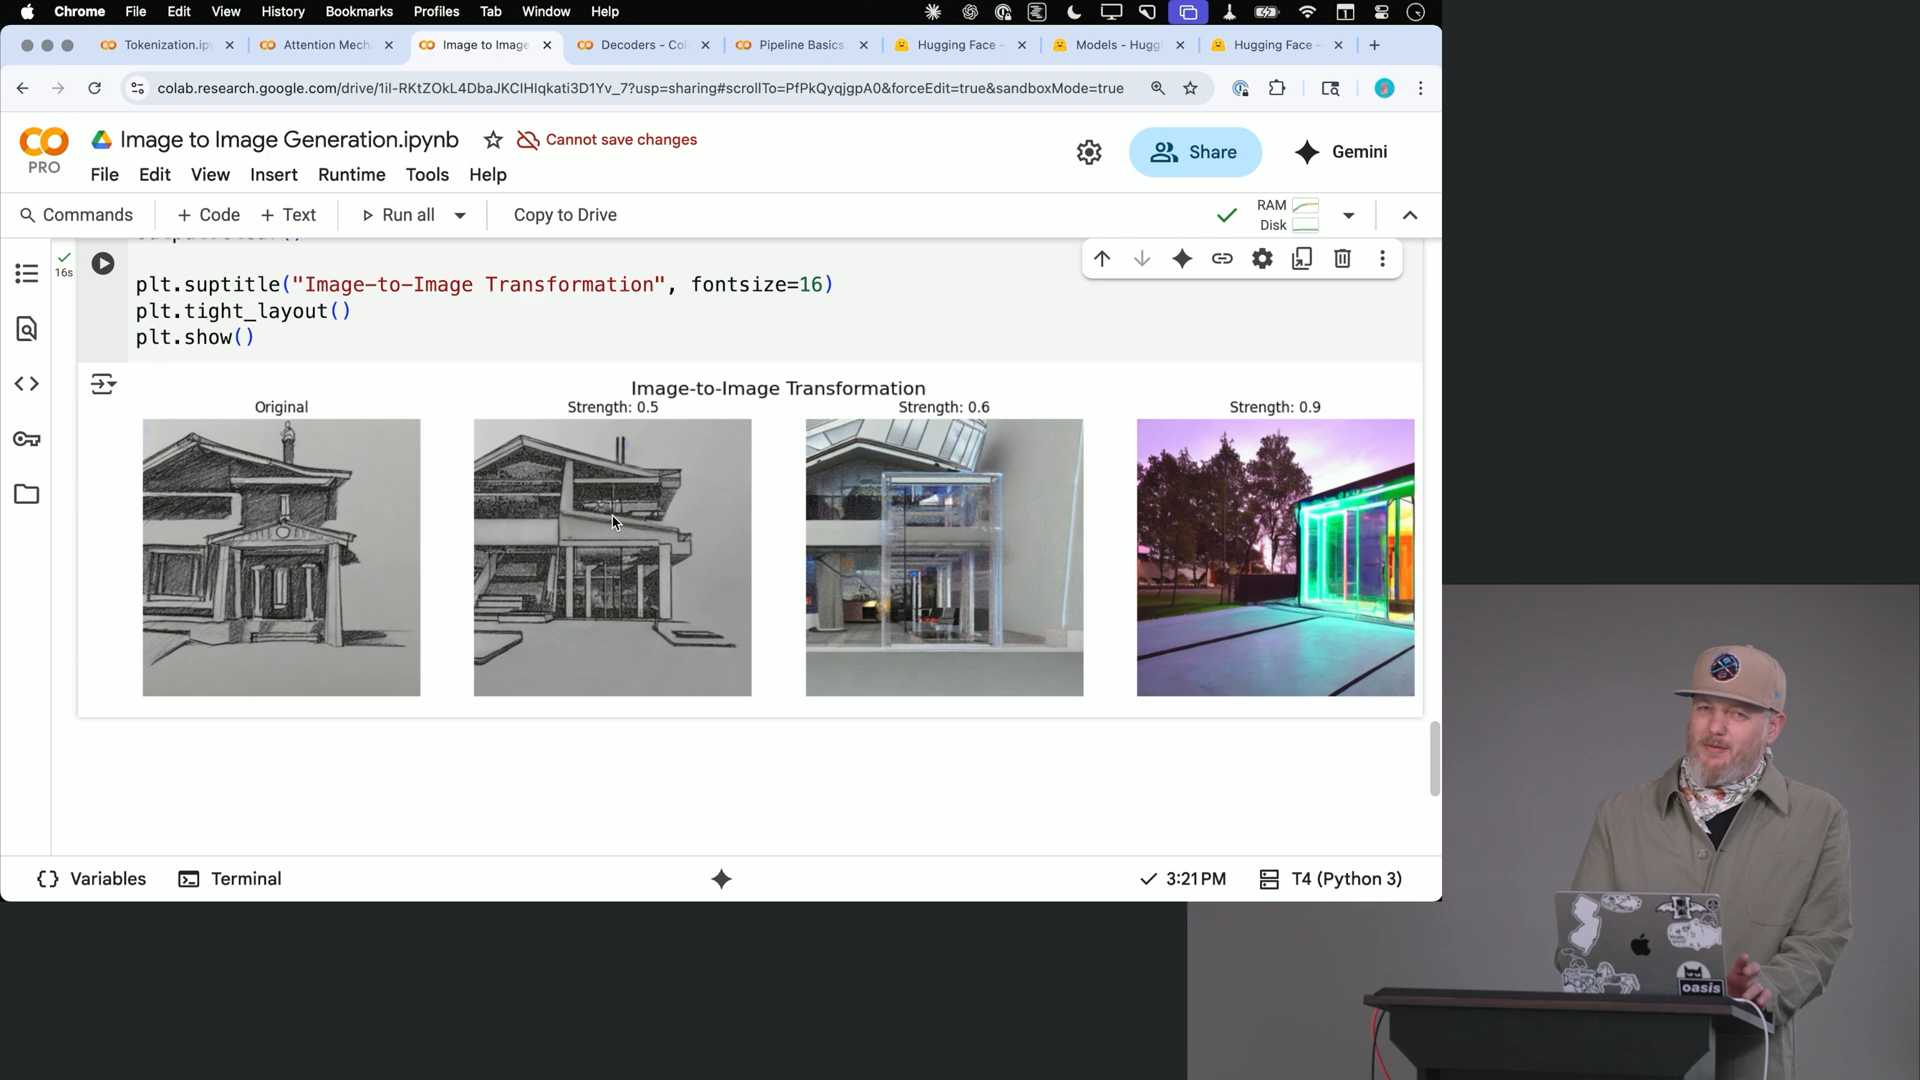 Chrome File Edit View History Bookmarks Profiles Tab Window Help
Tokenization.ip
Attention Mech
Image to Image
Decoders - Co
Pipeline Basics
Hugging Face -
Models - Hugg
Hugging Face -
colab.research.google.com/drive/1il-RKtZOkL4DbaJKCIHIqkati3D1Yv_7?usp=sharing#scrollTo=PfPkQyqjgpA0&forceEdit=true&sandboxMode=true
CO
PRO
Image to Image Generation.ipynb
Cannot save changes
Share
Gemini
File Edit View Insert Runtime Tools Help
Commands + Code + Text Run all Copy to Drive
RAM
Disk
16s
plt.suptitle("Image-to-Image Transformation", fontsize=16)
plt.tight_layout()
plt.show()
Image-to-Image Transformation
Original
Strength: 0.5
Strength: 0.6
Strength: 0.9
{} Variables
Terminal
3:21 PM
T4 (Python 3)
oasis